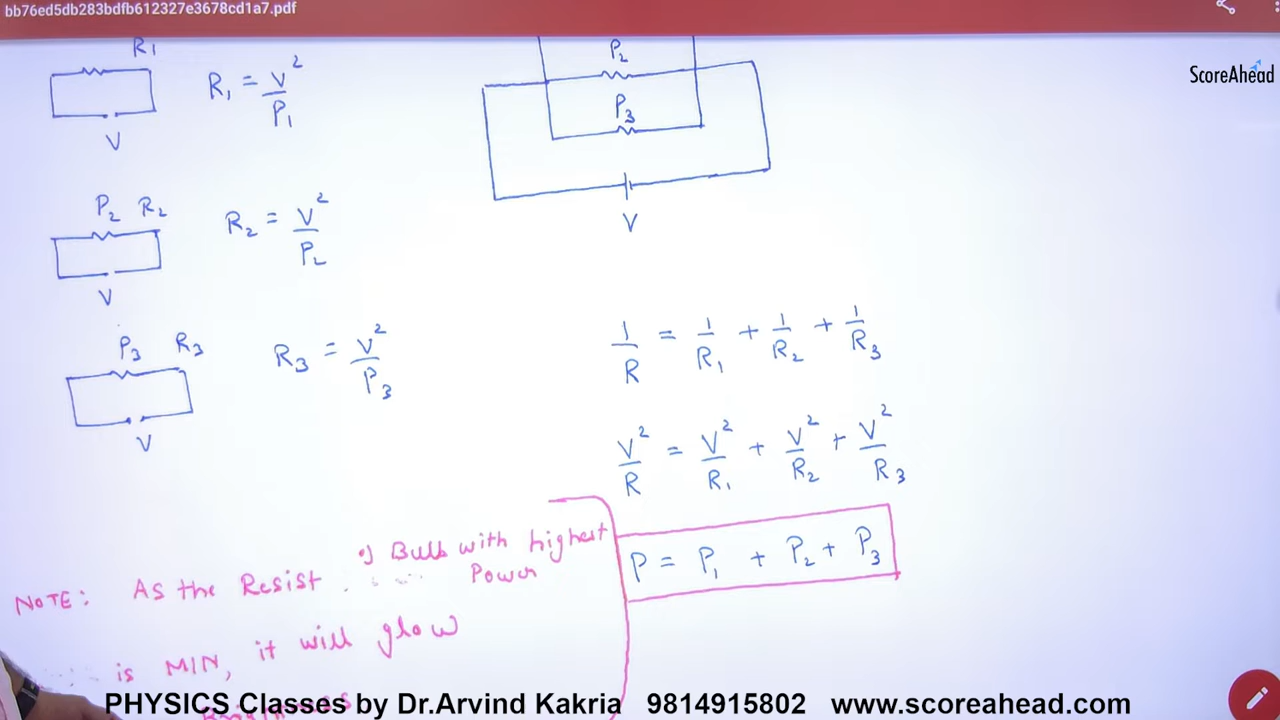 bb76ed5db283bdfb612327e3678cd1a7.pdf
ScoreAhead
R1
R1 = V²/P1
V
P2 R2
R2 = V²/P2
V
P3 R3
R3 = V²/P3
V
P2
P3
V
1/R = 1/R1 + 1/R2 + 1/R3
V²/R = V²/R1 + V²/R2 + V²/R3
P = P1 + P2 + P3
NOTE: As the Resist. of Bulb with highest Power
is MIN, it will glow
PHYSICS Classes by Dr.Arvind Kakria 9814915802 www.scoreahead.com